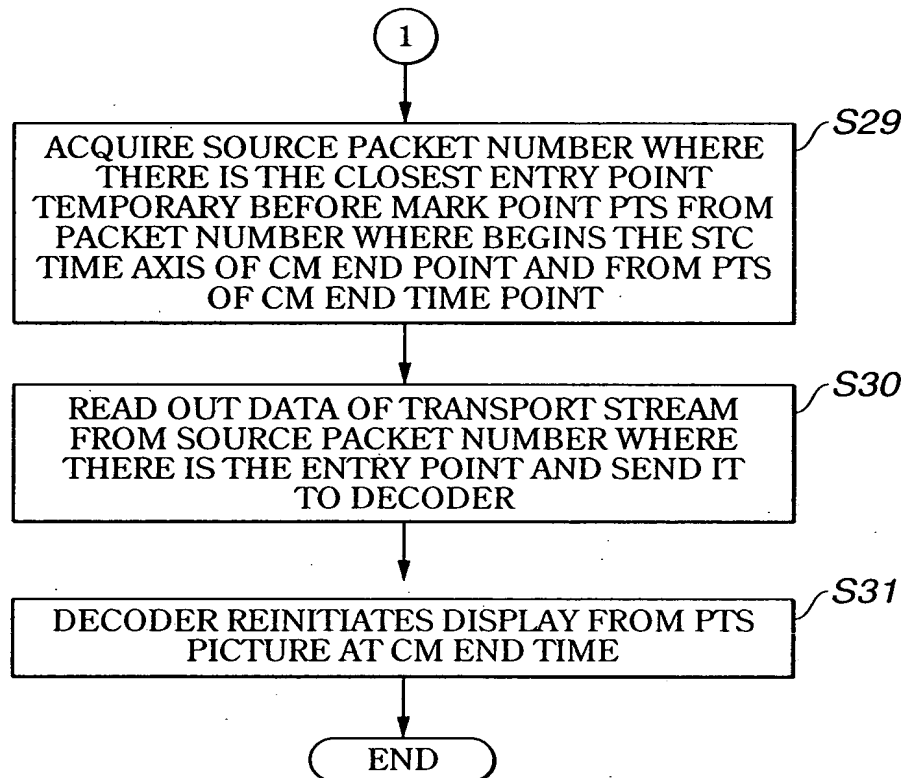 1
S29
ACQUIRE SOURCE PACKET NUMBER WHERE
THERE IS THE CLOSEST ENTRY POINT
TEMPORARY BEFORE MARK POINT PTS FROM
PACKET NUMBER WHERE BEGINS THE STC
TIME AXIS OF CM END POINT AND FROM PTS
OF CM END TIME POINT
S30
READ OUT DATA OF TRANSPORT STREAM
FROM SOURCE PACKET NUMBER WHERE
THERE IS THE ENTRY POINT AND SEND IT
TO DECODER
S31
DECODER REINITIATES DISPLAY FROM PTS
PICTURE AT CM END TIME
END